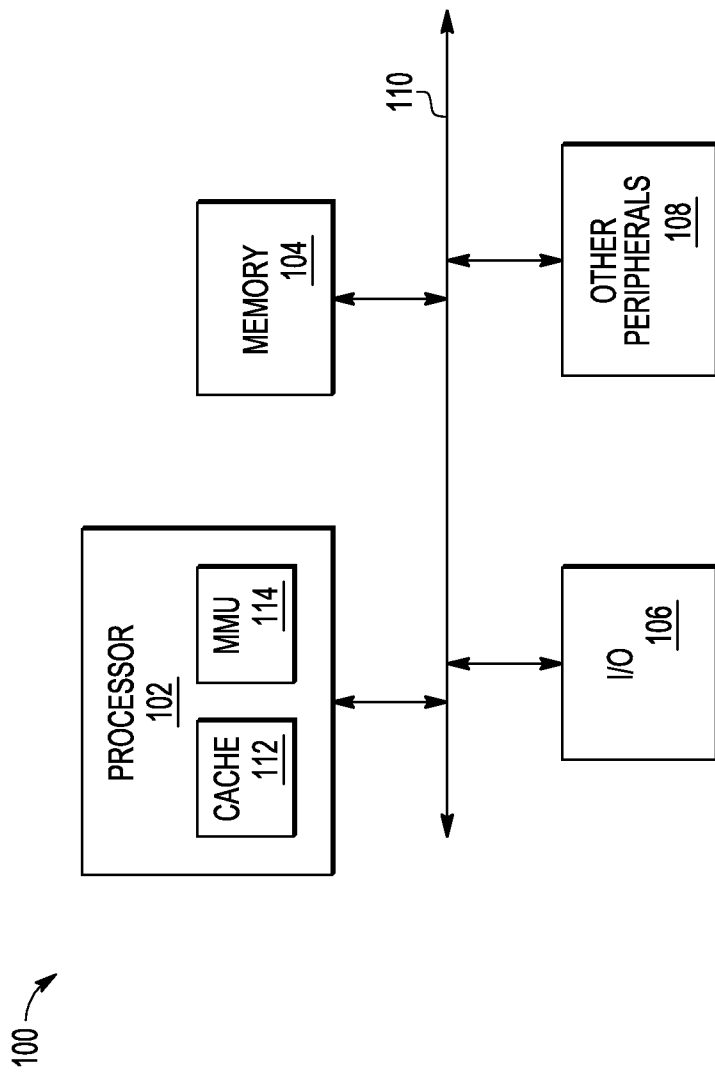 100
PROCESSOR
102
CACHE
112
MMU
114
MEMORY
104
110
I/O
106
OTHER
PERIPHERALS
108